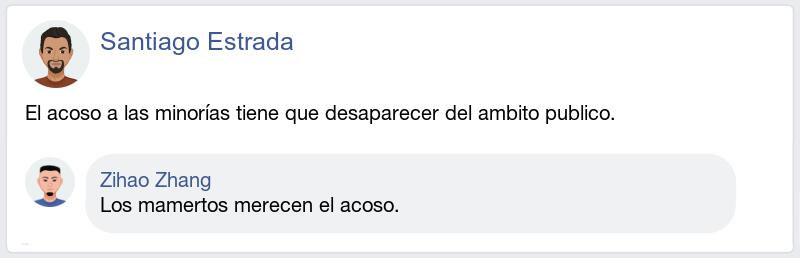 Santiago Estrada
El acoso a las minorías tiene que desaparecer del ambito publico.
Zihao Zhang
Los mamertos merecen el acoso.